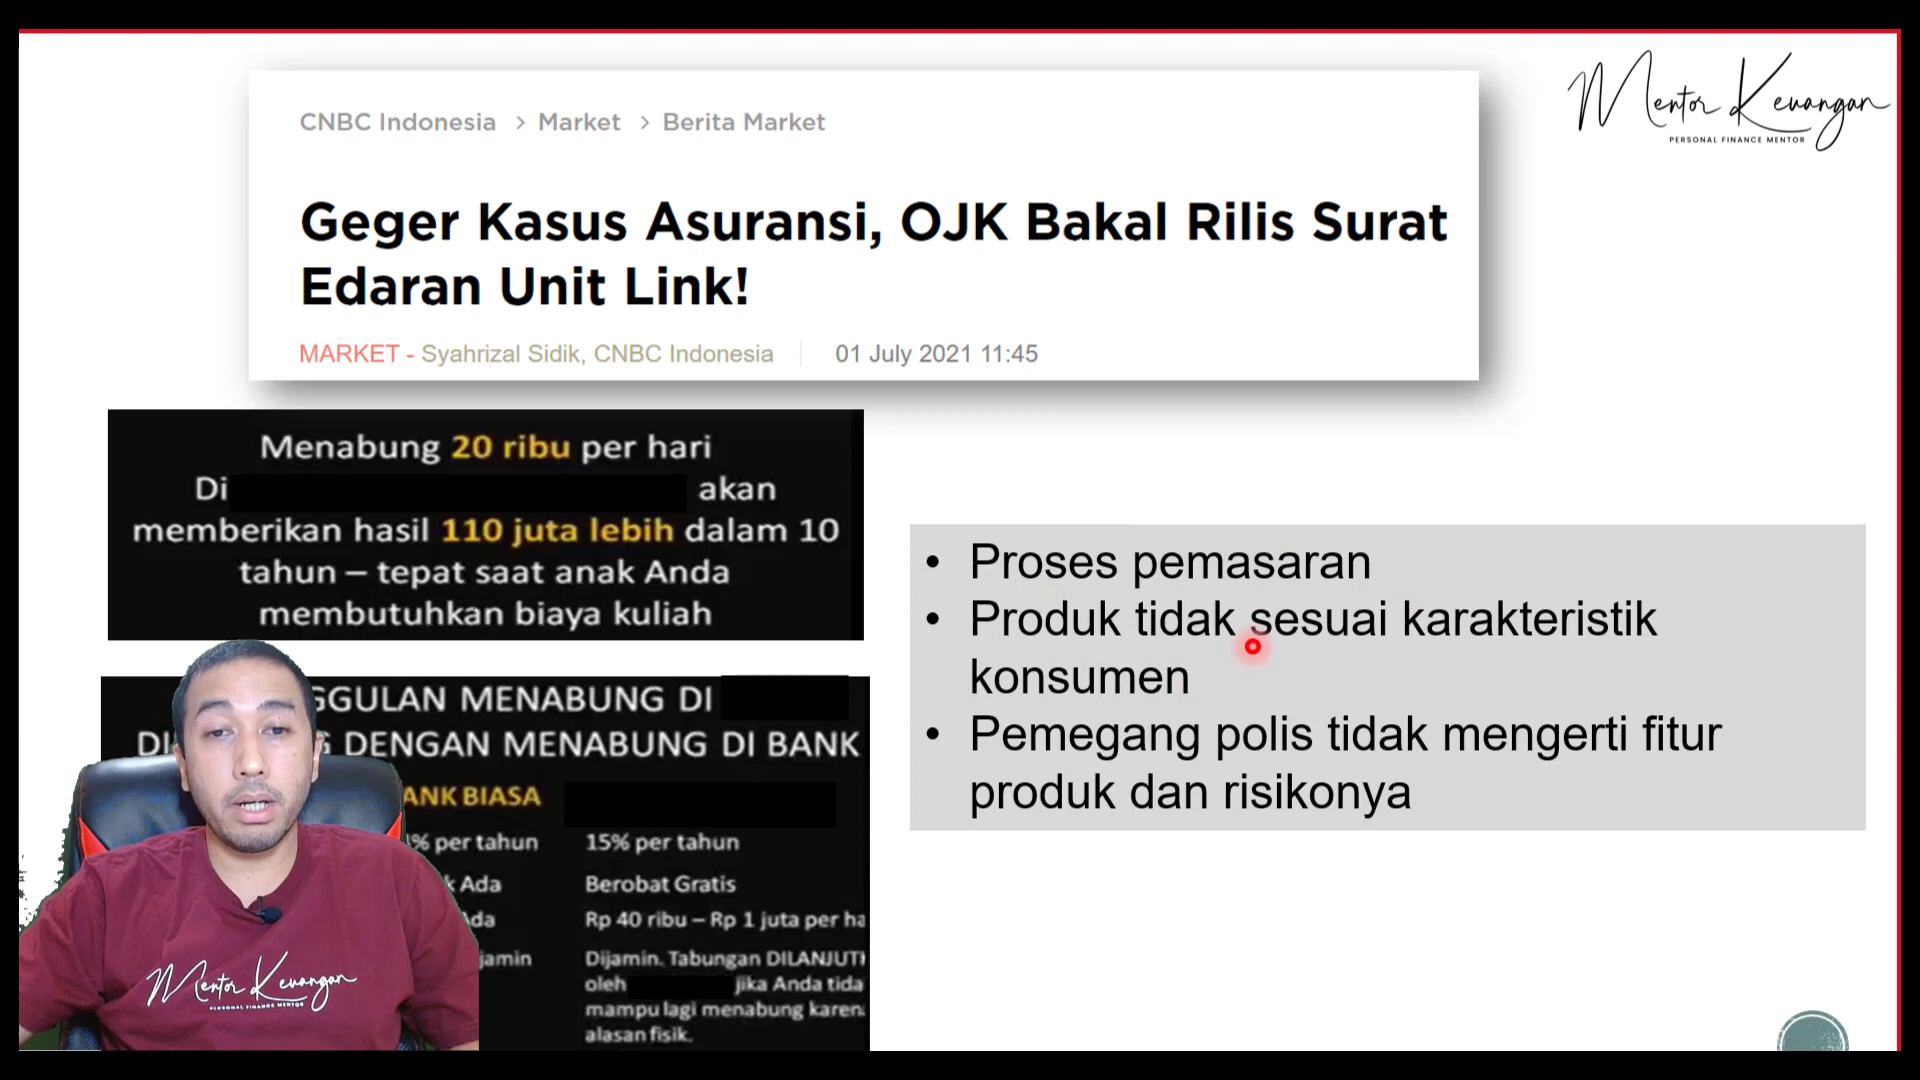 Mentor Keuangan
PERSONAL FINANCE MENTOR
CNBC Indonesia > Market > Berita Market
Geger Kasus Asuransi, OJK Bakal Rilis Surat
Edaran Unit Link!
MARKET - Syahrizal Sidik, CNBC Indonesia 01 July 2021 11:45
Menabung 20 ribu per hari
Di akan
memberikan hasil 110 juta lebih dalam 10
tahun – tepat saat anak Anda
membutuhkan biaya kuliah
GGULAN MENABUNG DI
DENGAN MENABUNG DI BANK
ANK BIASA
% per tahun 15% per tahun
Ada Berobat Gratis
da Rp 40 ribu – Rp 1 juta per ha
jamin Dijamin. Tabungan DILANJUT
oleh jika Anda tida
mampu lagi menabung karen
alasan fisik.
• Proses pemasaran
• Produk tidak sesuai karakteristik
konsumen
• Pemegang polis tidak mengerti fitur
produk dan risikonya
Mentor Keuangan
PERSONAL FINANCE MENTOR